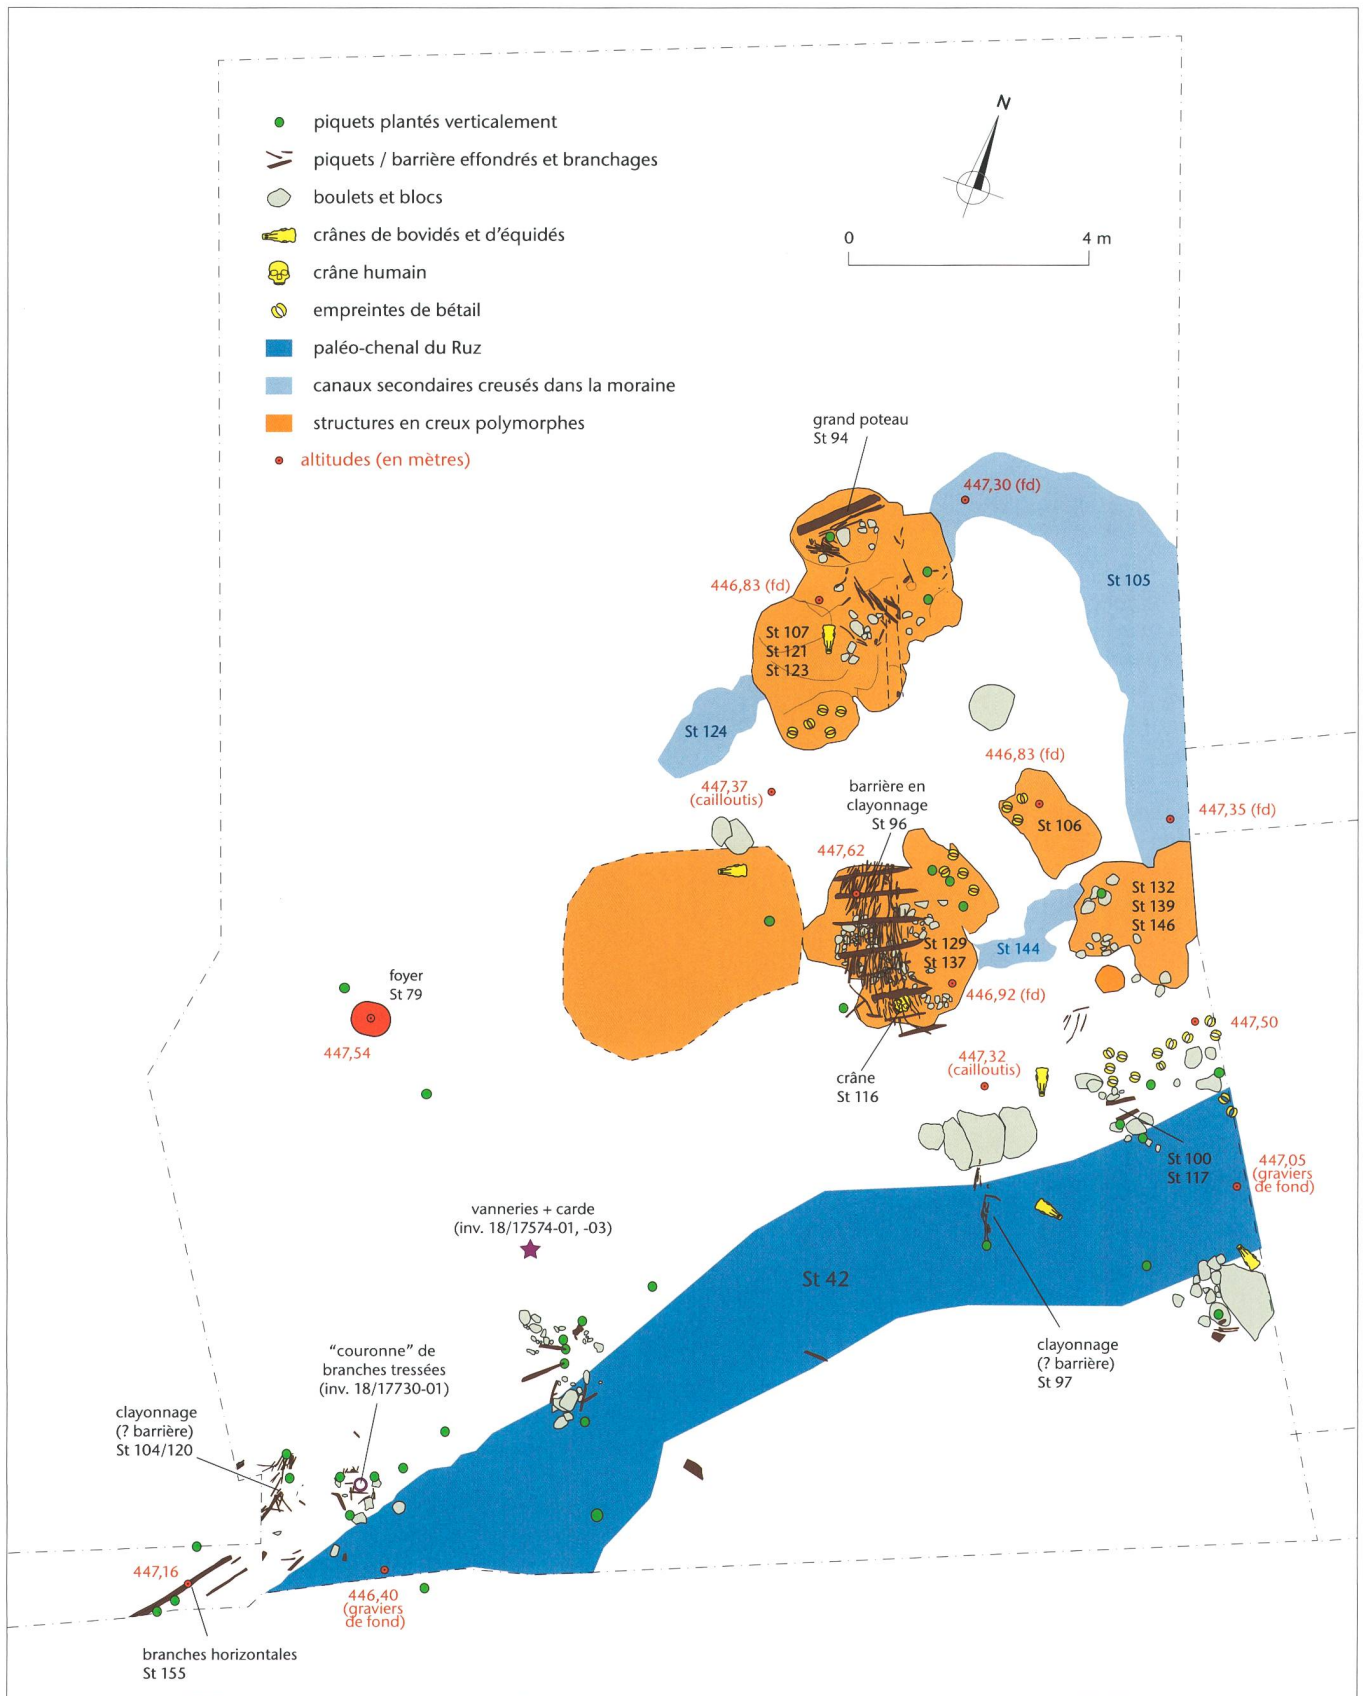 N
piquets plantés verticalement
piquets / barrière effondrés et branchages
boulets et blocs
crânes de bovidés et d'équidés
crâne humain
empreintes de bétail
paléo-chenal du Ruz
canaux secondaires creusés dans la moraine
structures en creux polymorphes
altitudes (en mètres)
0 4 m
grand poteau
St 94
447,30 (fd)
St 105
446,83 (fd)
St 107
St 121
St 123
St 124
447,37
(cailloutis)
barrière en
clayonnage
St 96
446,83 (fd)
St 106
447,35 (fd)
447,62
St 132
St 139
St 146
St 129
St 137
St 144
446,92 (fd)
foyer
St 79
447,54
447,50
447,32
(cailloutis)
crâne
St 116
St 100
St 117
447,05
(graviers
de fond)
vanneries + carde
(inv. 18/17574-01, -03)
St 42
"couronne" de
branches tressées
(inv. 18/17730-01)
clayonnage
(? barrière)
St 97
clayonnage
(? barrière)
St 104/120
447,16
446,40
(graviers
de fond)
branches horizontales
St 155